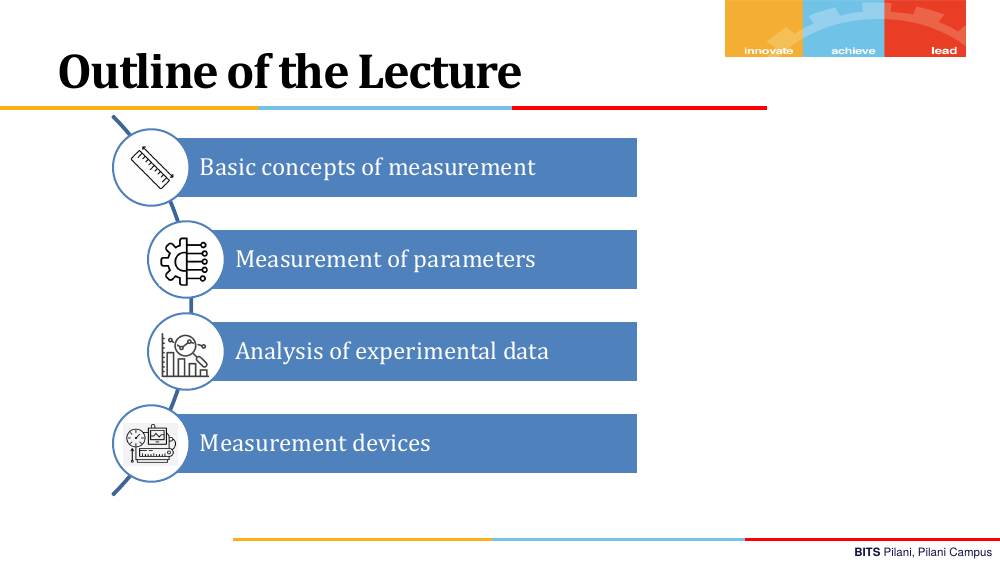 innovate achieve lead
Outline of the Lecture
Basic concepts of measurement
Measurement of parameters
Analysis of experimental data
Measurement devices
BITS Pilani, Pilani Campus